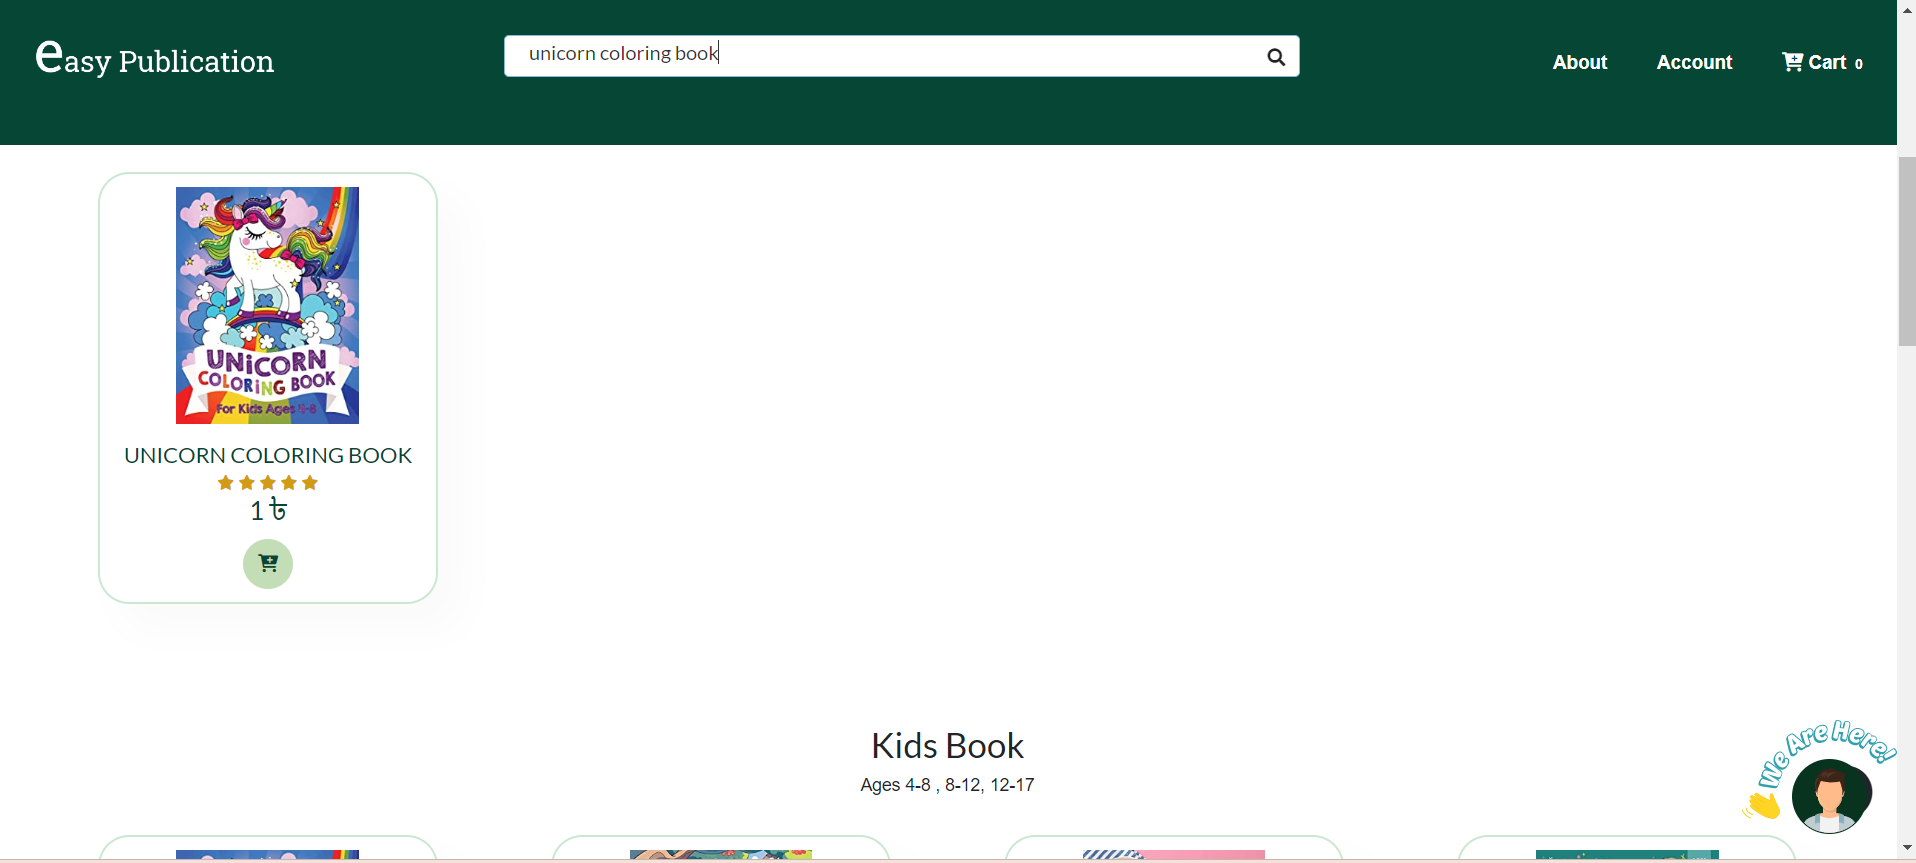 easy Publication
unicorn coloring book
About
Account
Cart 0
UNiCORN
COLORiNG BOOK
For Kids Ages 4-8
UNICORN COLORING BOOK
1 ৳
Kids Book
Ages 4-8 , 8-12, 12-17
We Are Here!